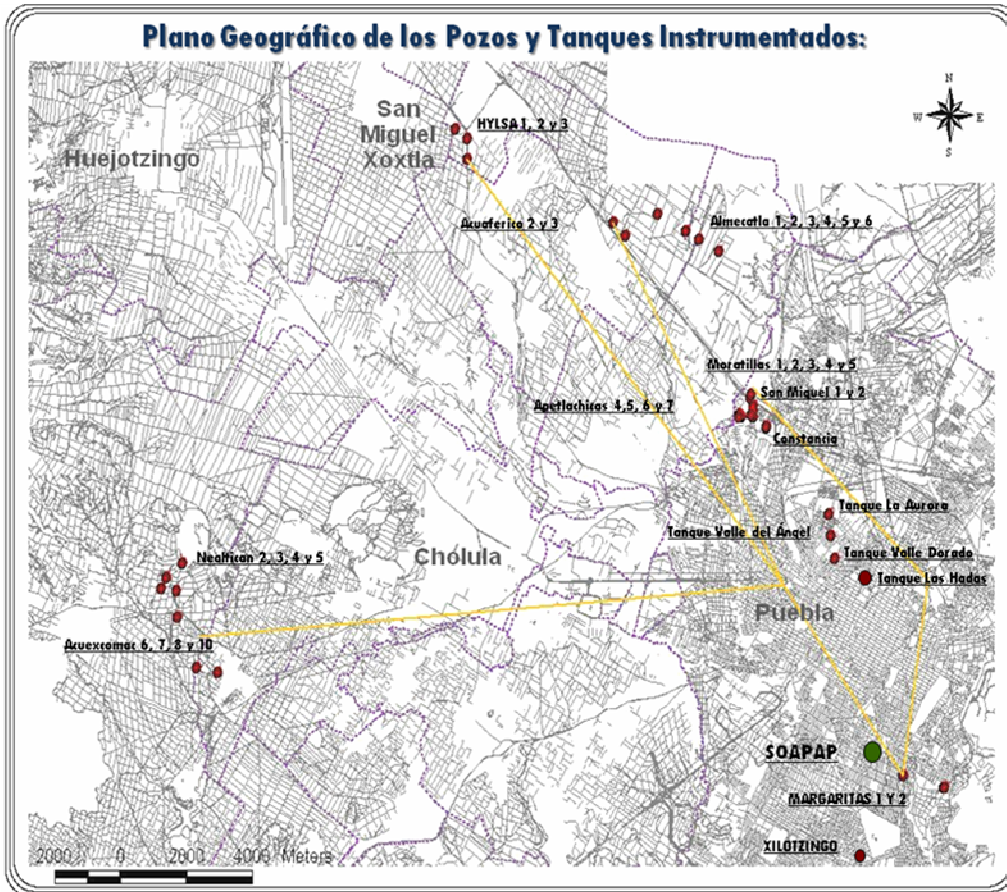 Plano Geográfico de los Pozos y Tanques Instrumentados:
N
W E
S
San
Miguel
Xoxtla
HYLSA 1, 2 y 3
Huejotzingo
Acuaferico 2 y 3
Almecatla 1, 2, 3, 4, 5 y 6
Moratillas 1, 2, 3, 4 y 5
San Miguel 1 y 2
Apetlachicas 4,5, 6 y 7
Constancia
Tanque La Aurora
Tanque Valle del Ángel
Tanque Valle Dorado
Nealtican 2, 3, 4 y 5
Cholula
Tanque Las Hadas
Puebla
Acuexcomac 6, 7, 8 y 10
SOAPAP
MARGARITAS 1 Y 2
XILOTZINGO
2000 0 2000 4000 Meters